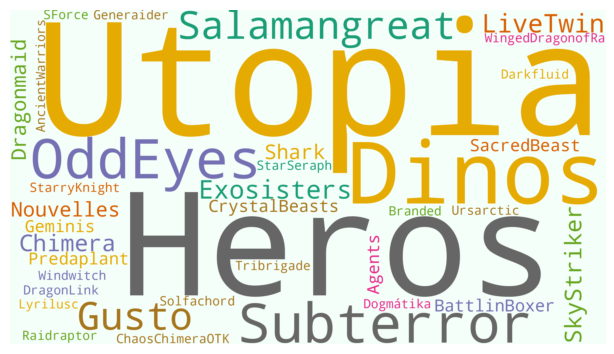 SForce
Generaider
Salamangreat
LiveTwin
WingedDragonofRa
Dragonmaid
AncientWarriors
Utopia
Darkfluid
OddEyes
Shark
StarSeraph
Dinos
SacredBeast
StarryKnight
Exosisters
Nouvelles
CrystalBeasts
Heros
Branded
Ursarctic
Geminis
Chimera
Predaplant
Windwitch
Tribrigade
Agents
SkyStriker
DragonLink
Lyrilusc
Solfachord
Gusto
Subterror
Dogmátika
BattlinBoxer
Raidraptor
ChaosChimeraOTK